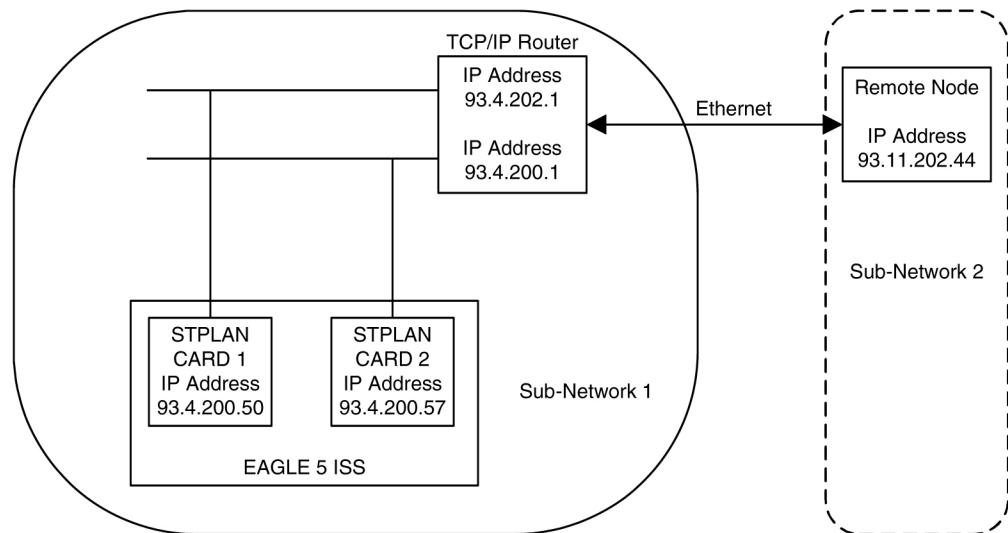 TCP/IP Router
IP Address
93.4.202.1
IP Address
93.4.200.1
Ethernet
Remote Node
IP Address
93.11.202.44
Sub-Network 2
STPLAN
CARD 1
IP Address
93.4.200.50
STPLAN
CARD 2
IP Address
93.4.200.57
Sub-Network 1
EAGLE 5 ISS